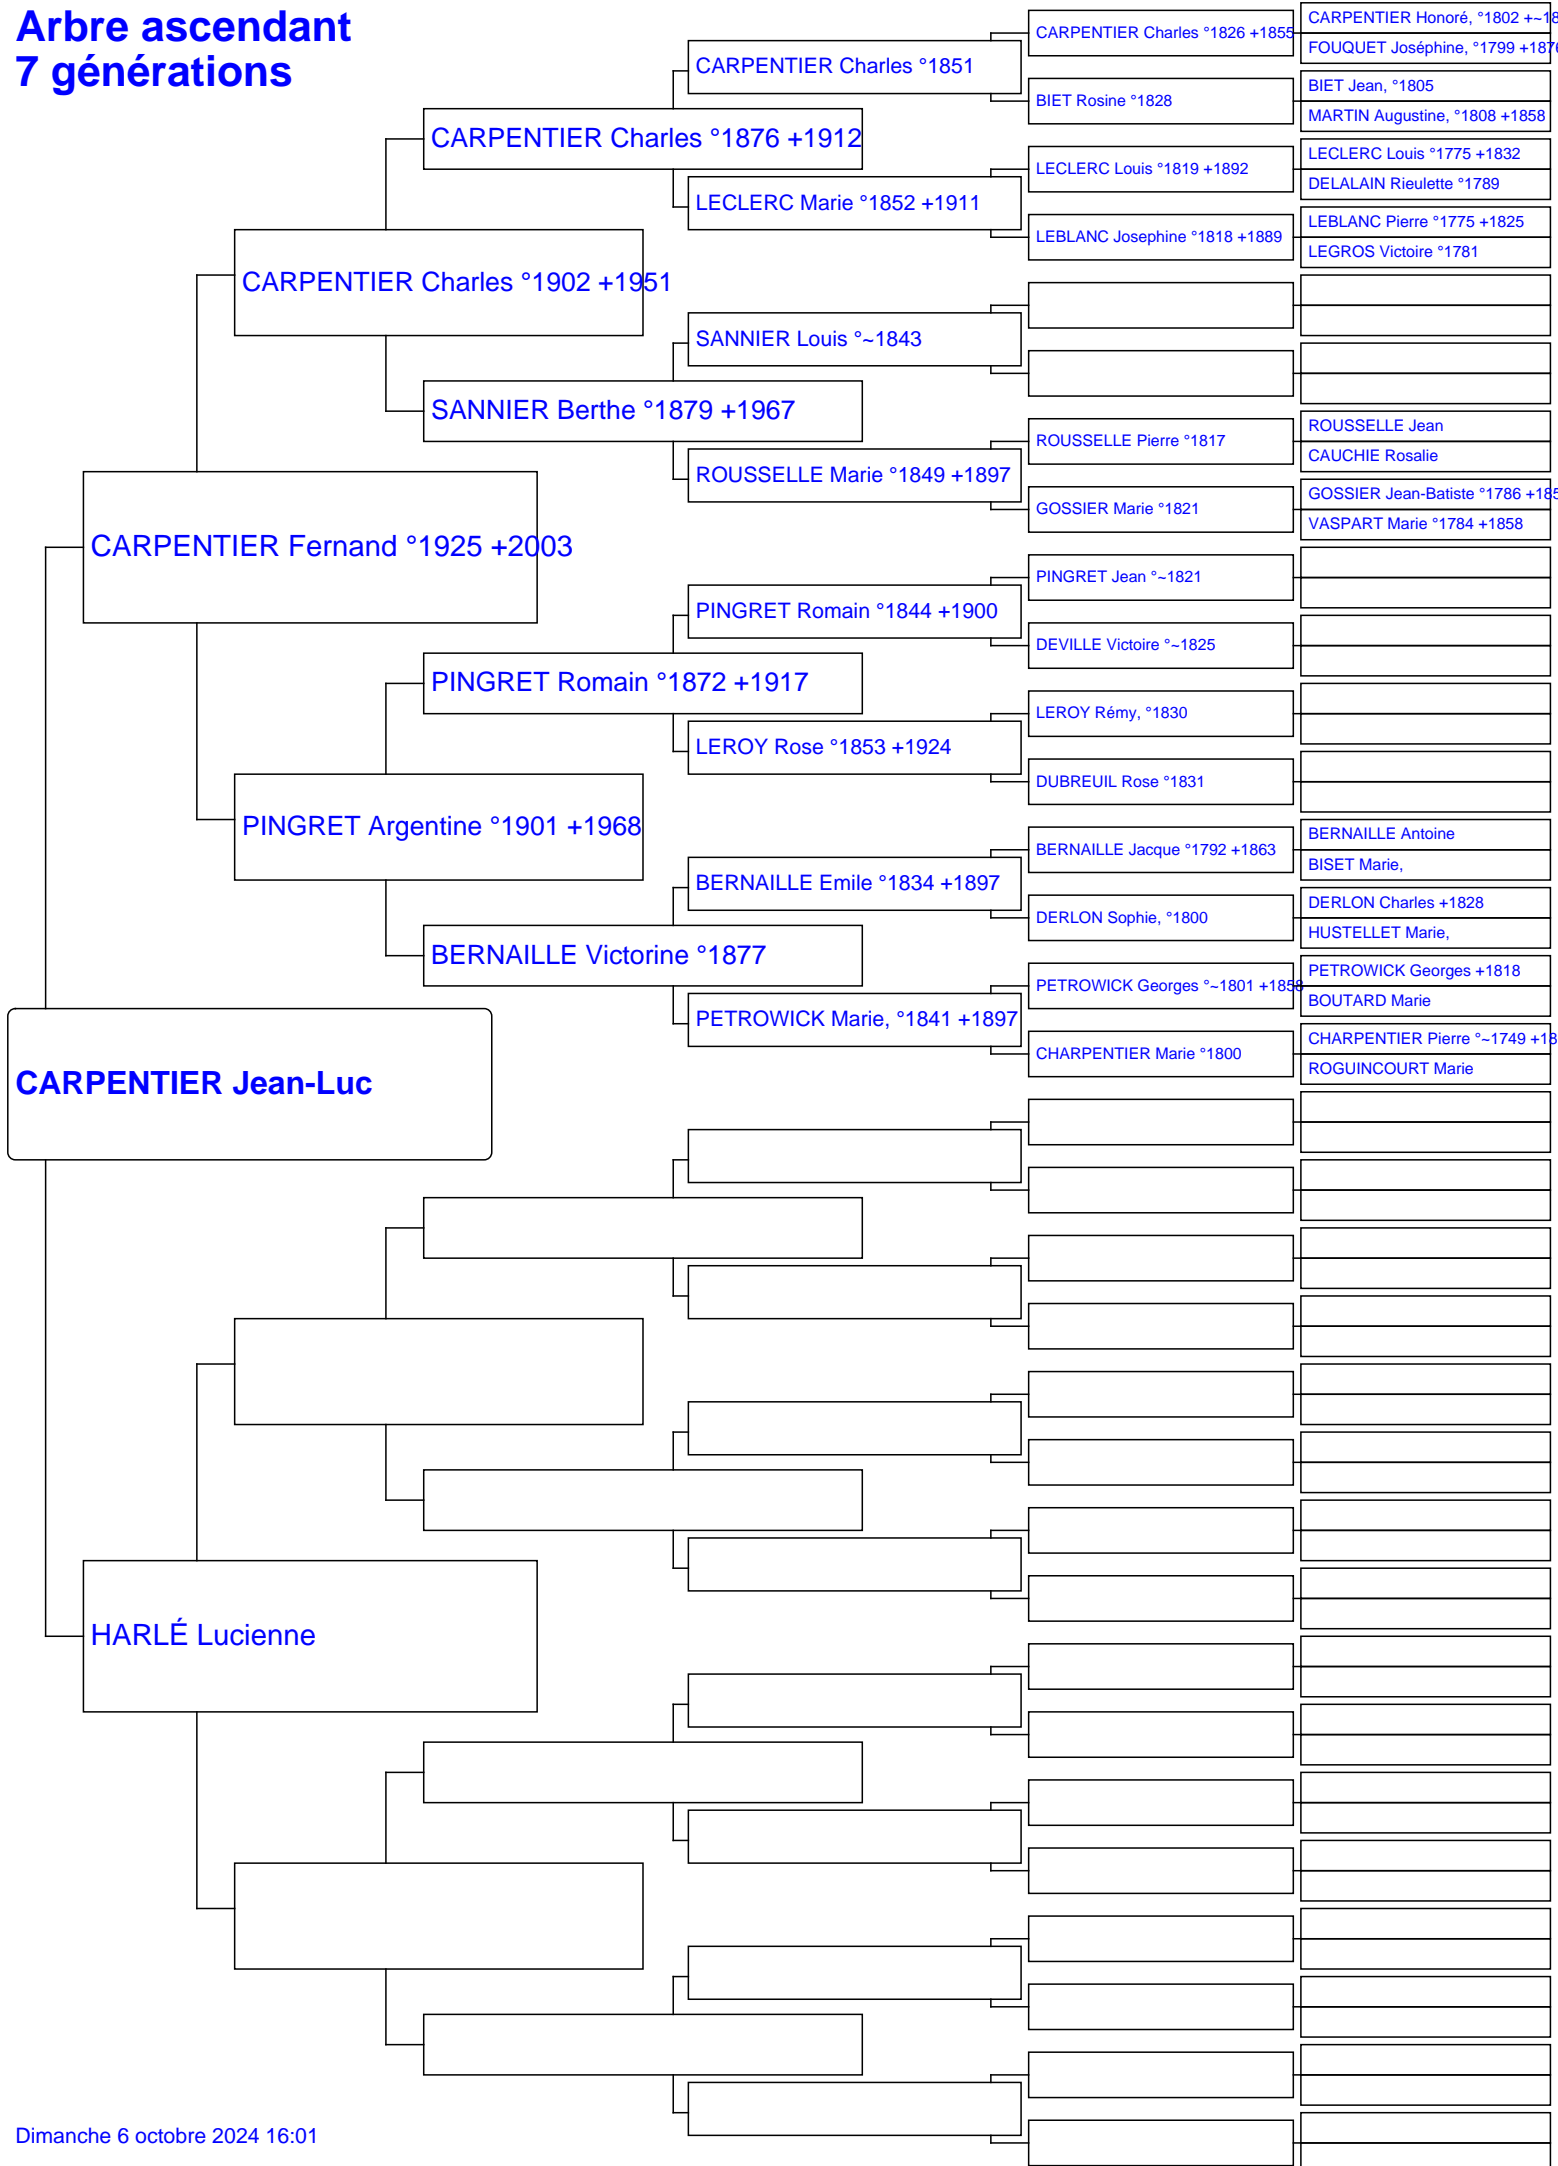 Arbre ascendant
7 générations
CARPENTIER Jean-Luc
CARPENTIER Fernand °1925 +2003
HARLÉ Lucienne
CARPENTIER Charles °1902 +1951
PINGRET Argentine °1901 +1968
CARPENTIER Charles °1876 +1912
SANNIER Berthe °1879 +1967
PINGRET Romain °1872 +1917
BERNAILLE Victorine °1877
CARPENTIER Charles °1851
LECLERC Marie °1852 +1911
SANNIER Louis °~1843
ROUSSELLE Marie °1849 +1897
PINGRET Romain °1844 +1900
LEROY Rose °1853 +1924
BERNAILLE Emile °1834 +1897
PETROWICK Marie, °1841 +1897
CARPENTIER Charles °1826 +1855
BIET Rosine °1828
LECLERC Louis °1819 +1892
LEBLANC Josephine °1818 +1889
ROUSSELLE Pierre °1817
GOSSIER Marie °1821
PINGRET Jean °~1821
DEVILLE Victoire °~1825
LEROY Rémy, °1830
DUBREUIL Rose °1831
BERNAILLE Jacque °1792 +1863
DERLON Sophie, °1800
PETROWICK Georges °~1801 +1858
CHARPENTIER Marie °1800
CARPENTIER Honoré, °1802 +~18
FOUQUET Joséphine, °1799 +1876
BIET Jean, °1805
MARTIN Augustine, °1808 +1858
LECLERC Louis °1775 +1832
DELALAIN Rieulette °1789
LEBLANC Pierre °1775 +1825
LEGROS Victoire °1781
ROUSSELLE Jean
CAUCHIE Rosalie
GOSSIER Jean-Batiste °1786 +185
VASPART Marie °1784 +1858
BERNAILLE Antoine
BISET Marie,
DERLON Charles +1828
HUSTELLET Marie,
PETROWICK Georges +1818
BOUTARD Marie
CHARPENTIER Pierre °~1749 +18
ROGUINCOURT Marie
Dimanche 6 octobre 2024 16:01